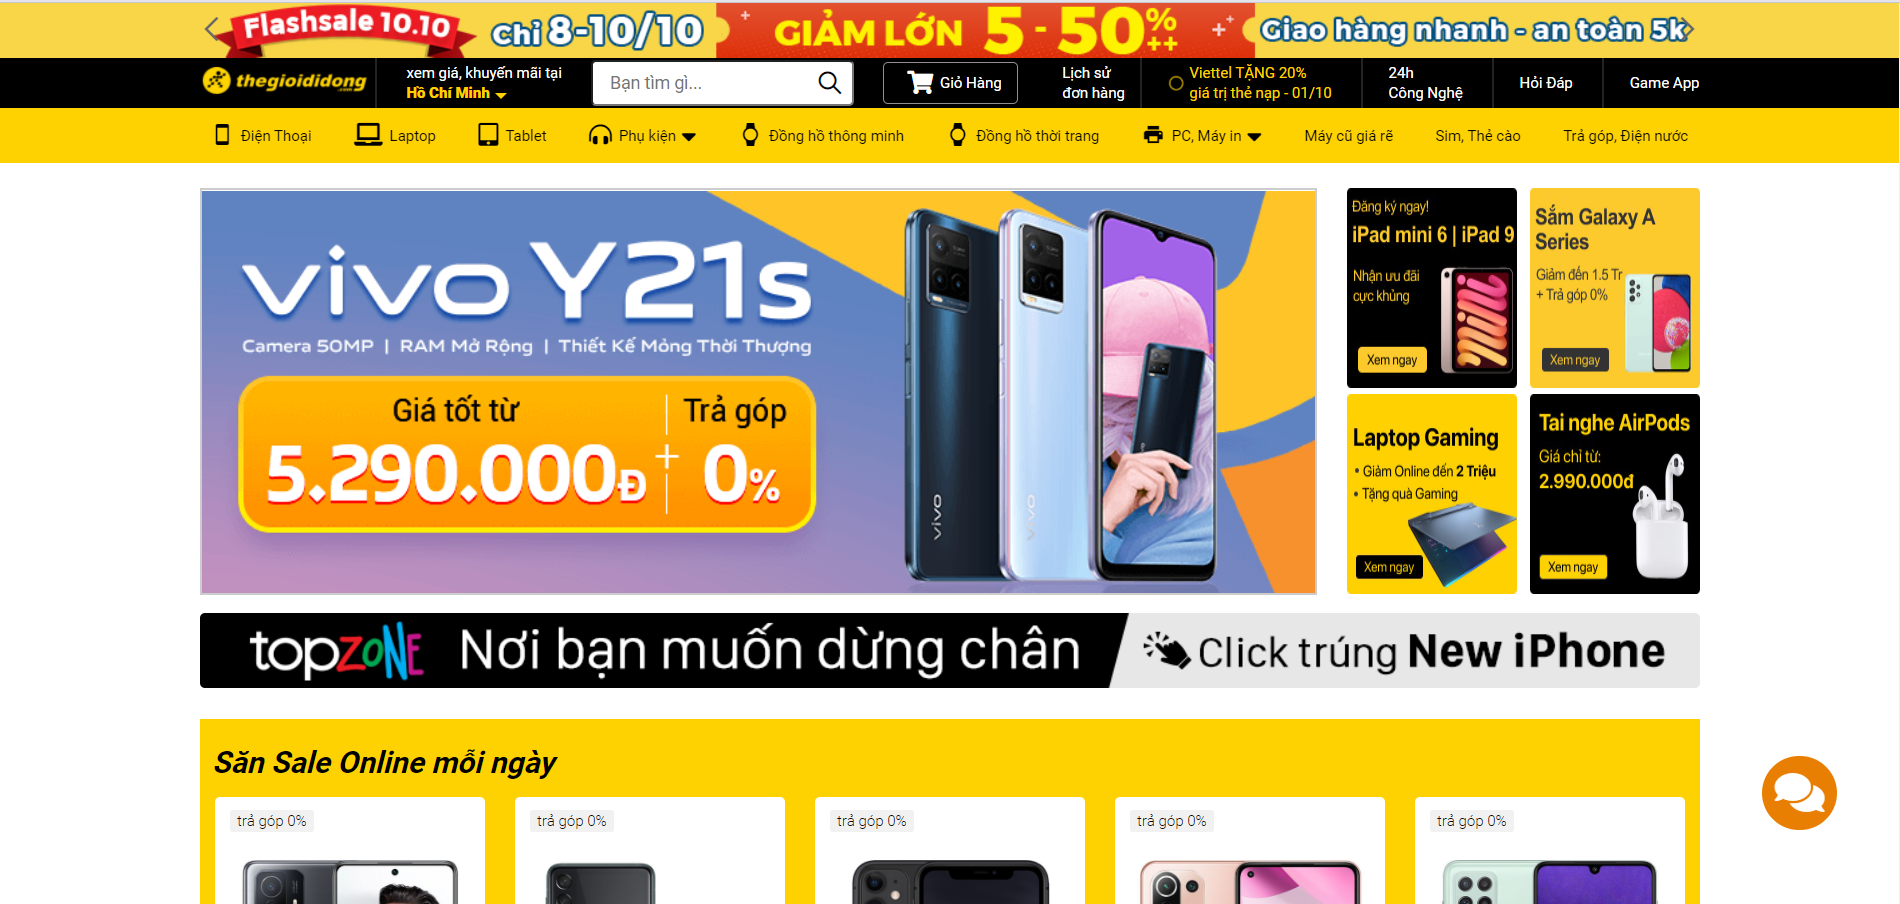 Flashsale 10.10
Chỉ 8-10/10
GIẢM LỚN 5 - 50%++
Giao hàng nhanh - an toàn 5k
thegioididong.com
xem giá, khuyến mãi tại
Hồ Chí Minh
Bạn tìm gì...
Giỏ Hàng
Lịch sử
đơn hàng
Viettel TẶNG 20%
giá trị thẻ nạp - 01/10
24h
Công Nghệ
Hỏi Đáp
Game App
Điện Thoại
Laptop
Tablet
Phụ kiện
Đồng hồ thông minh
Đồng hồ thời trang
PC, Máy in
Máy cũ giá rẽ
Sim, Thẻ cào
Trả góp, Điện nước
vivo Y21s
Camera 50MP | RAM Mở Rộng | Thiết Kế Mỏng Thời Thượng
Giá tốt từ
5.290.000Đ
+
Trả góp
0%
vivo
vivo
Đăng ký ngay!
iPad mini 6 | iPad 9
Nhận ưu đãi
cực khủng
Xem ngay
Sắm Galaxy A
Series
Giảm đến 1.5 Tr
+ Trả góp 0%
Xem ngay
Laptop Gaming
• Giảm Online đến 2 Triệu
• Tặng quà Gaming
Xem ngay
Tai nghe AirPods
Giá chỉ từ:
2.990.000đ
Xem ngay
topZONE
Nơi bạn muốn dừng chân
Click trúng New iPhone
Săn Sale Online mỗi ngày
trả góp 0%
trả góp 0%
trả góp 0%
trả góp 0%
trả góp 0%